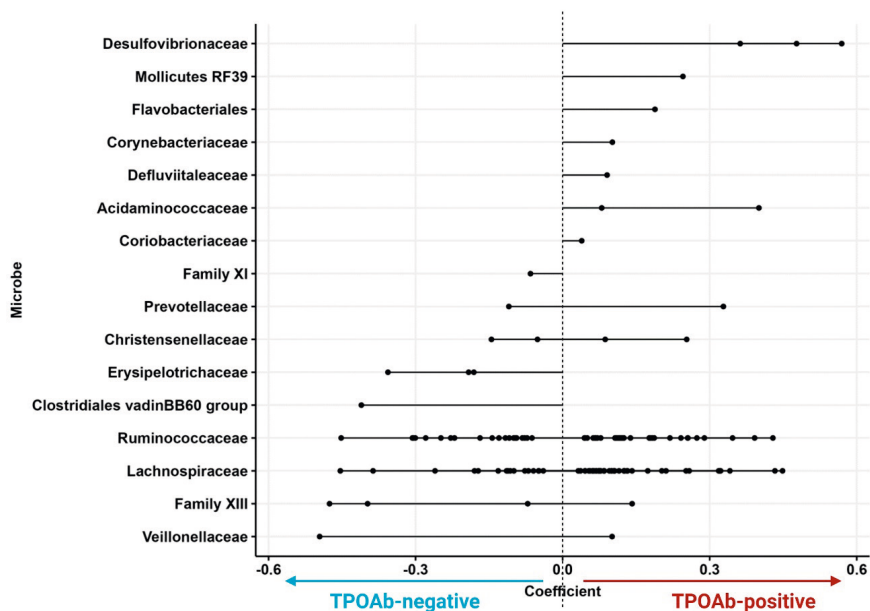 Desulfovibrionaceae
Mollicutes RF39
Flavobacteriales
Corynebacteriaceae
Defluviitaleaceae
Acidaminococcaceae
Coriobacteriaceae
Family XI
Prevotellaceae
Christensenellaceae
Erysipelotrichaceae
Clostridiales vadinBB60 group
Ruminococcaceae
Lachnospiraceae
Family XIII
Veillonellaceae
Microbe
-0.6 -0.3 0.0 0.3 0.6
Coefficient
TPOAb-negative TPOAb-positive